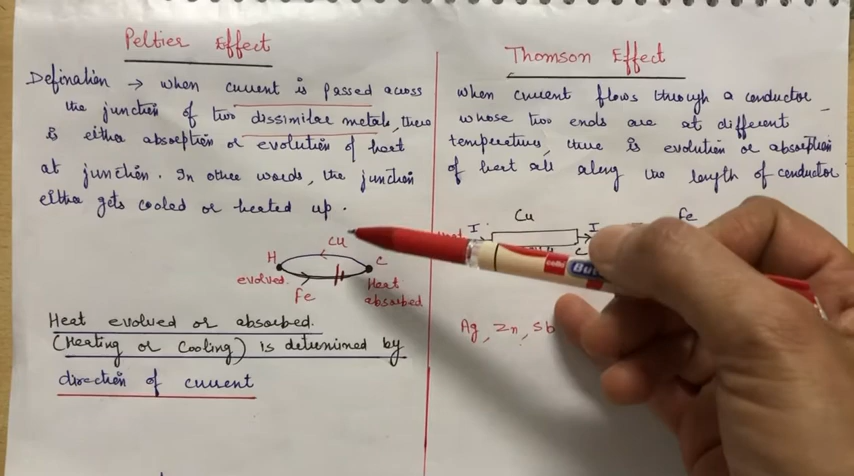 Peltier Effect
Defination → when current is passed across
the junction of two dissimilar metals, there
is either absorption or evolution of heat
at junction. In other words, the junction
either gets cooled or heated up.
Cu
H
C
evolved
Fe
Heat
absorbed
Heat evolved or absorbed.
(Heating or Cooling) is determined by
direction of current
Thomson Effect
when current flows through a conductor
whose two ends are at different
temperatures, there is evolution or absorption
of heat all along the length of conductor
Cu
Fe
I
I
C
Ag, Zn, Sb
cello